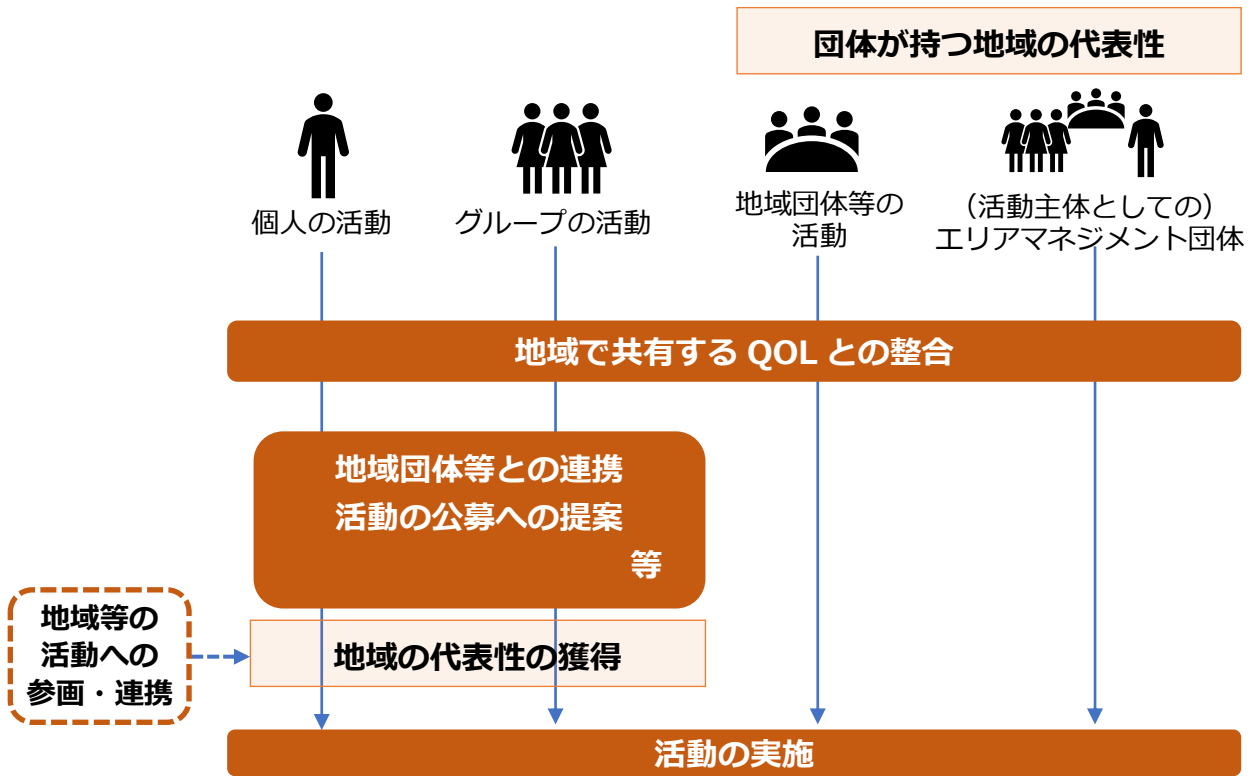 団体が持つ地域の代表性
個人の活動
グループの活動
地域団体等の
活動
（活動主体としての）
エリアマネジメント団体
地域で共有する QOL との整合
地域団体等との連携
活動の公募への提案
等
地域等の
活動への
参画・連携
地域の代表性の獲得
活動の実施